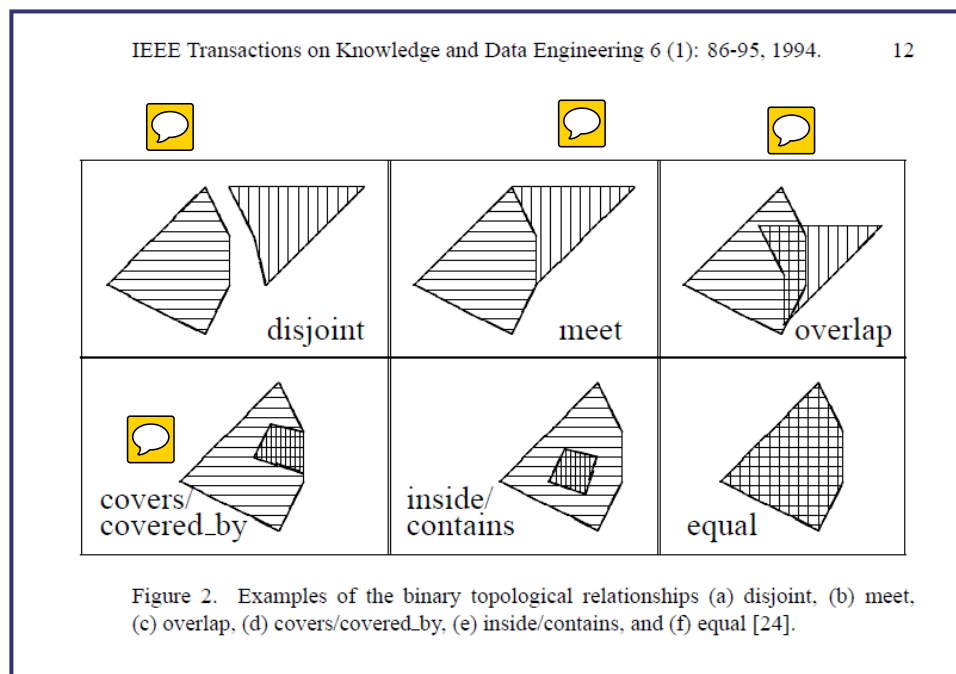 IEEE Transactions on Knowledge and Data Engineering 6 (1): 86-95, 1994. 12
disjoint
meet
overlap
covers/
covered_by
inside/
contains
equal
Figure 2. Examples of the binary topological relationships (a) disjoint, (b) meet,
(c) overlap, (d) covers/covered_by, (e) inside/contains, and (f) equal [24].